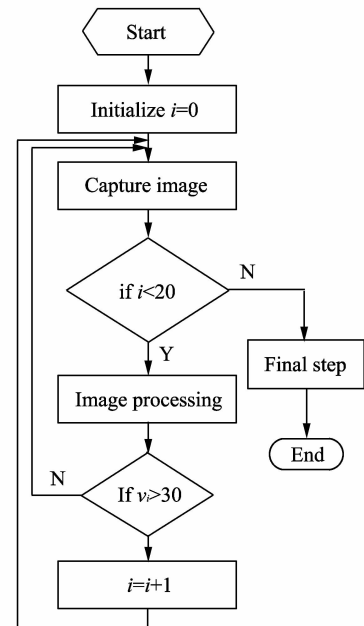 Start
Initialize i=0
Capture image
if i<20
N
Y
Final step
Image processing
End
N
If vᵢ>30
i=i+1